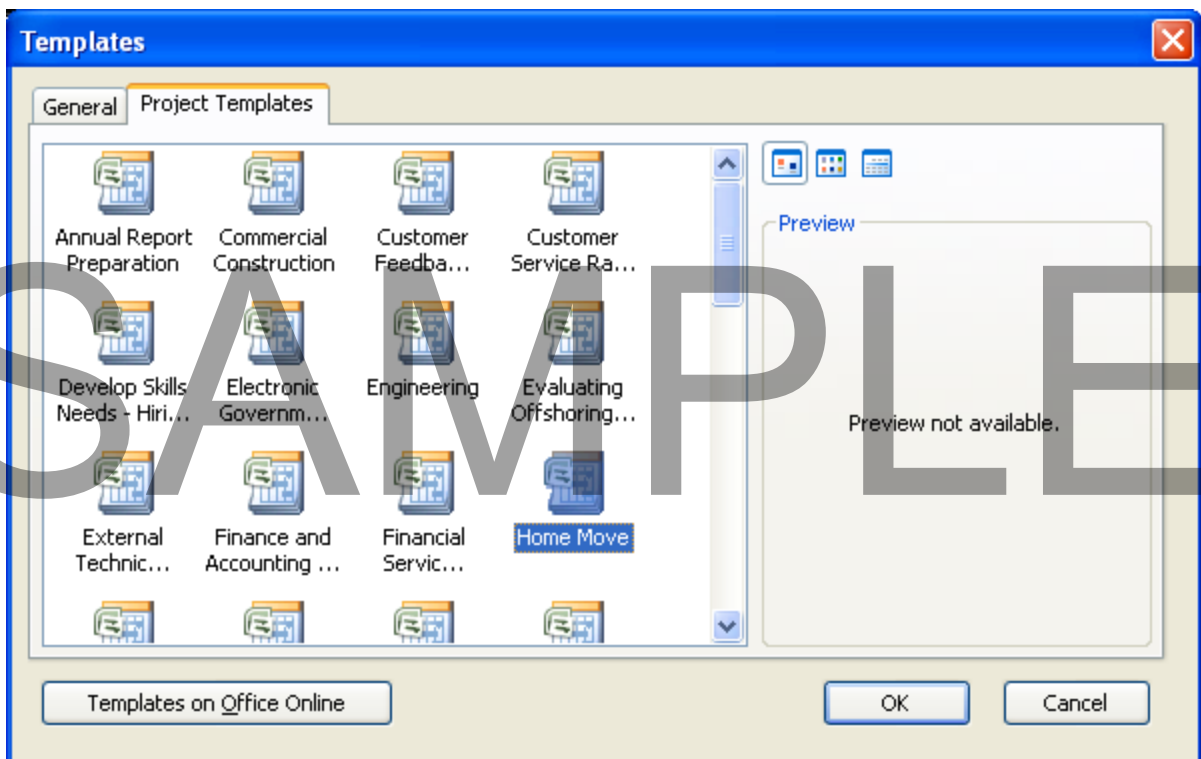 Templates
General
Project Templates
Annual Report
Preparation
Commercial
Construction
Customer
Feedba...
Customer
Service Ra...
Preview
Develop Skills
Needs - Hiri...
Electronic
Governm...
Engineering
Evaluating
Offshoring...
Preview not available.
External
Technic...
Finance and
Accounting ...
Financial
Servic...
Home Move
Templates on Office Online
OK
Cancel
SAMPLE